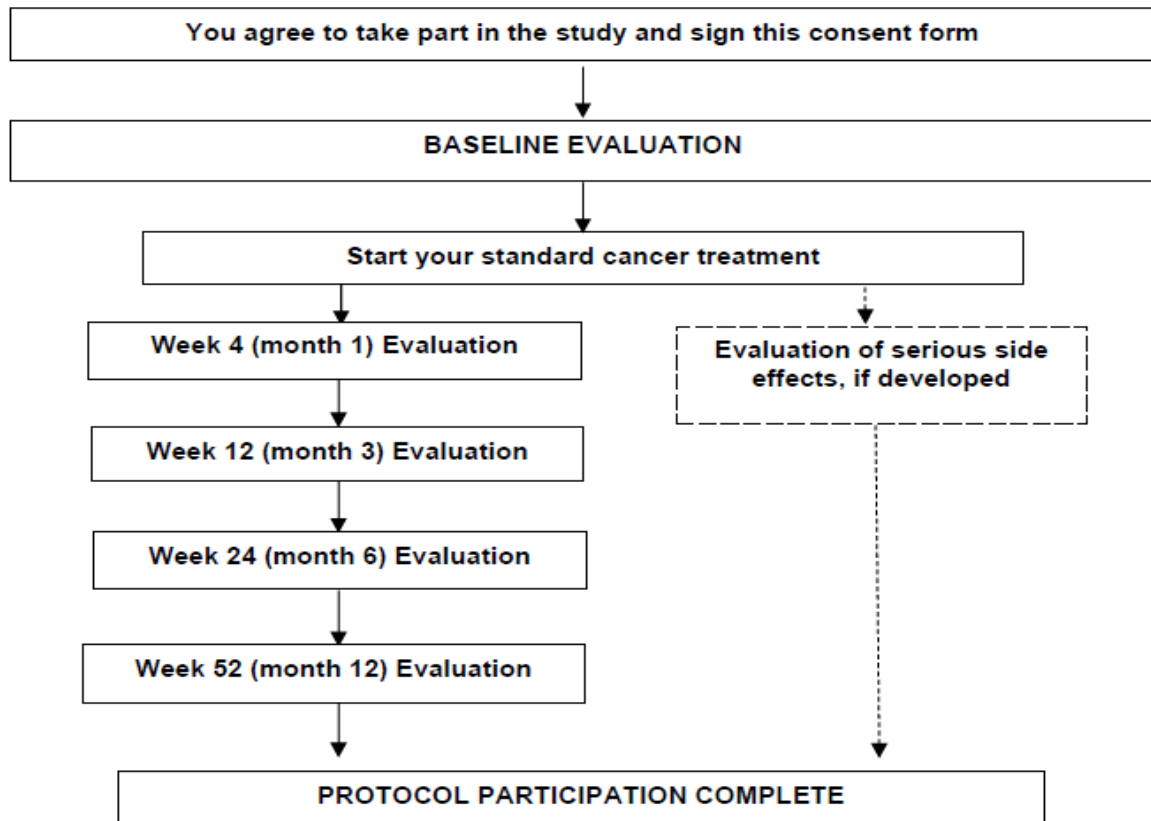 You agree to take part in the study and sign this consent form
BASELINE EVALUATION
Start your standard cancer treatment
Week 4 (month 1) Evaluation
Evaluation of serious side
effects, if developed
Week 12 (month 3) Evaluation
Week 24 (month 6) Evaluation
Week 52 (month 12) Evaluation
PROTOCOL PARTICIPATION COMPLETE